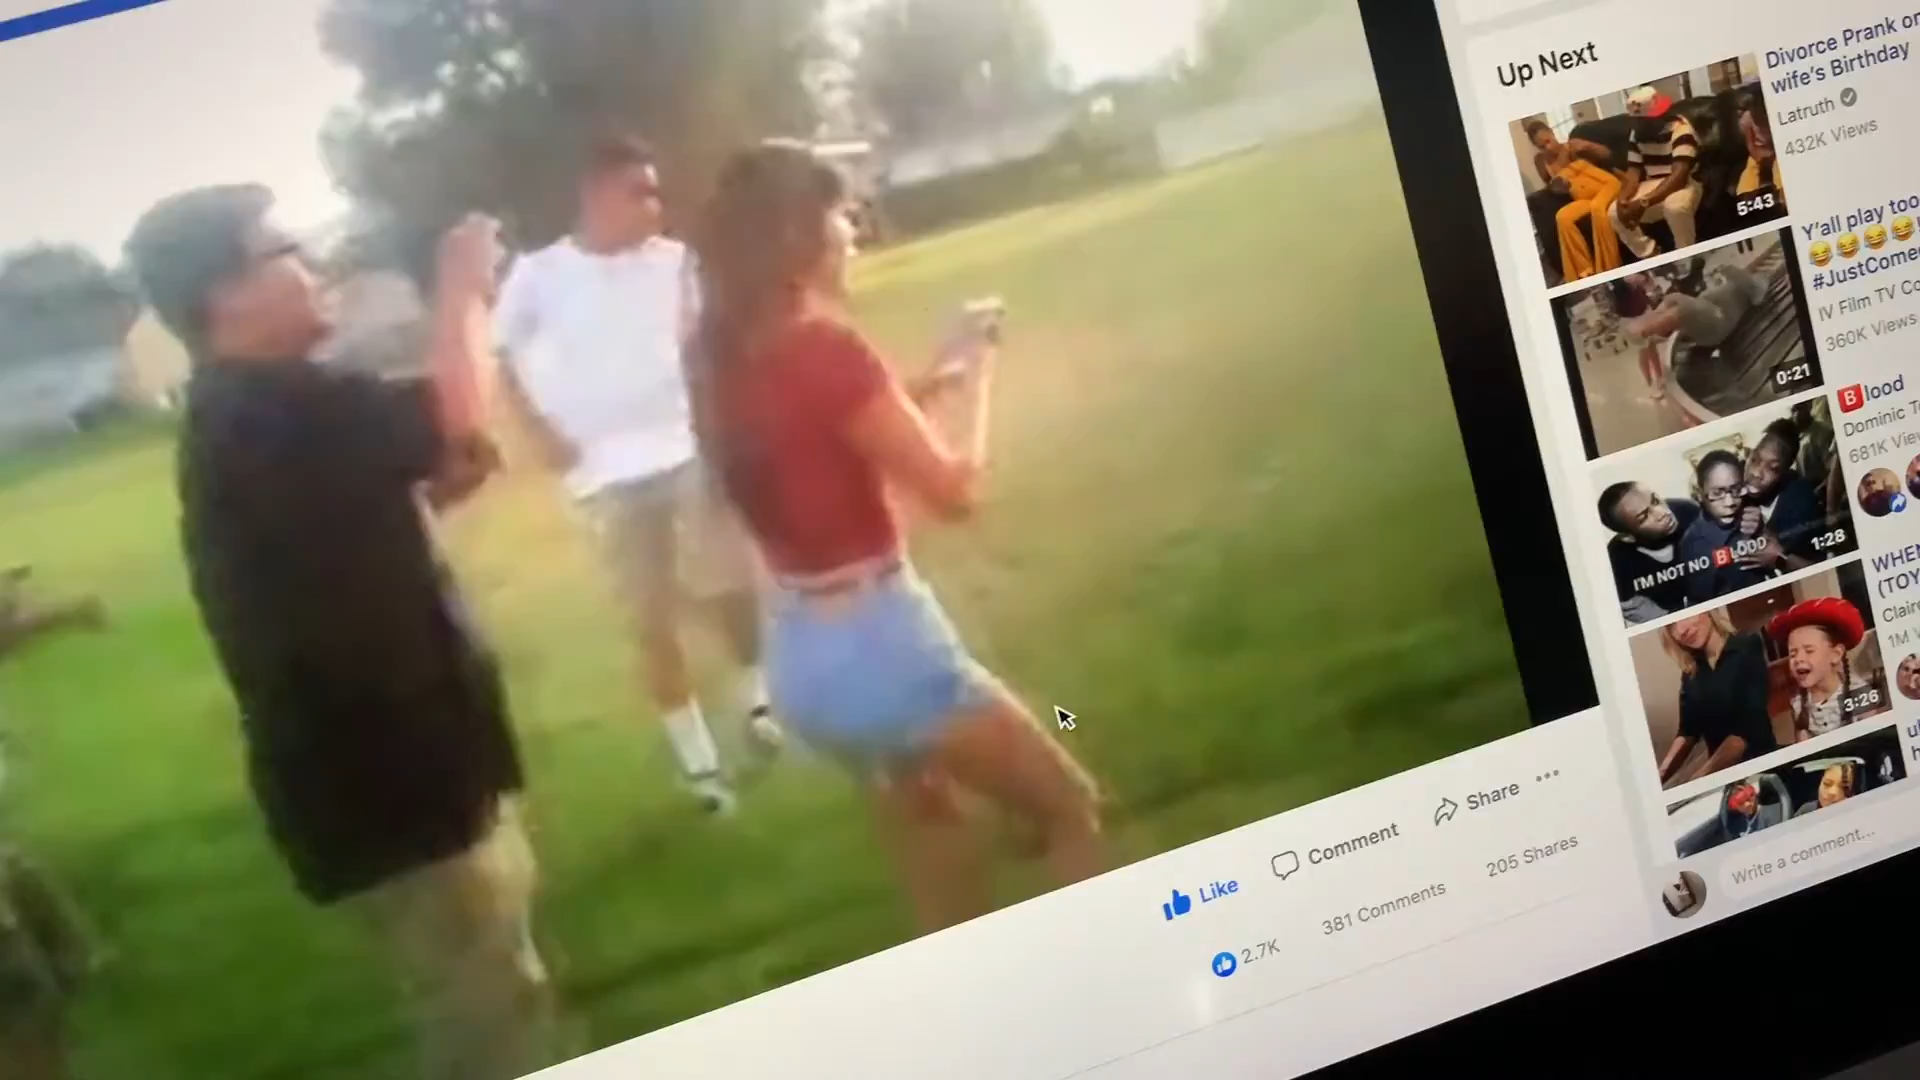 Up Next
Divorce Prank on
wife's Birthday
Latruth
432K Views
5:43
Y'all play too
#JustCome
IV Film TV Co
360K Views
0:21
Blood
Dominic
681K
I'M NOT NO BLOOD
1:28
WHEN
(TOY
Claire
1M
3:26
Write a comment...
Like
Comment
Share
2.7K
381 Comments
205 Shares